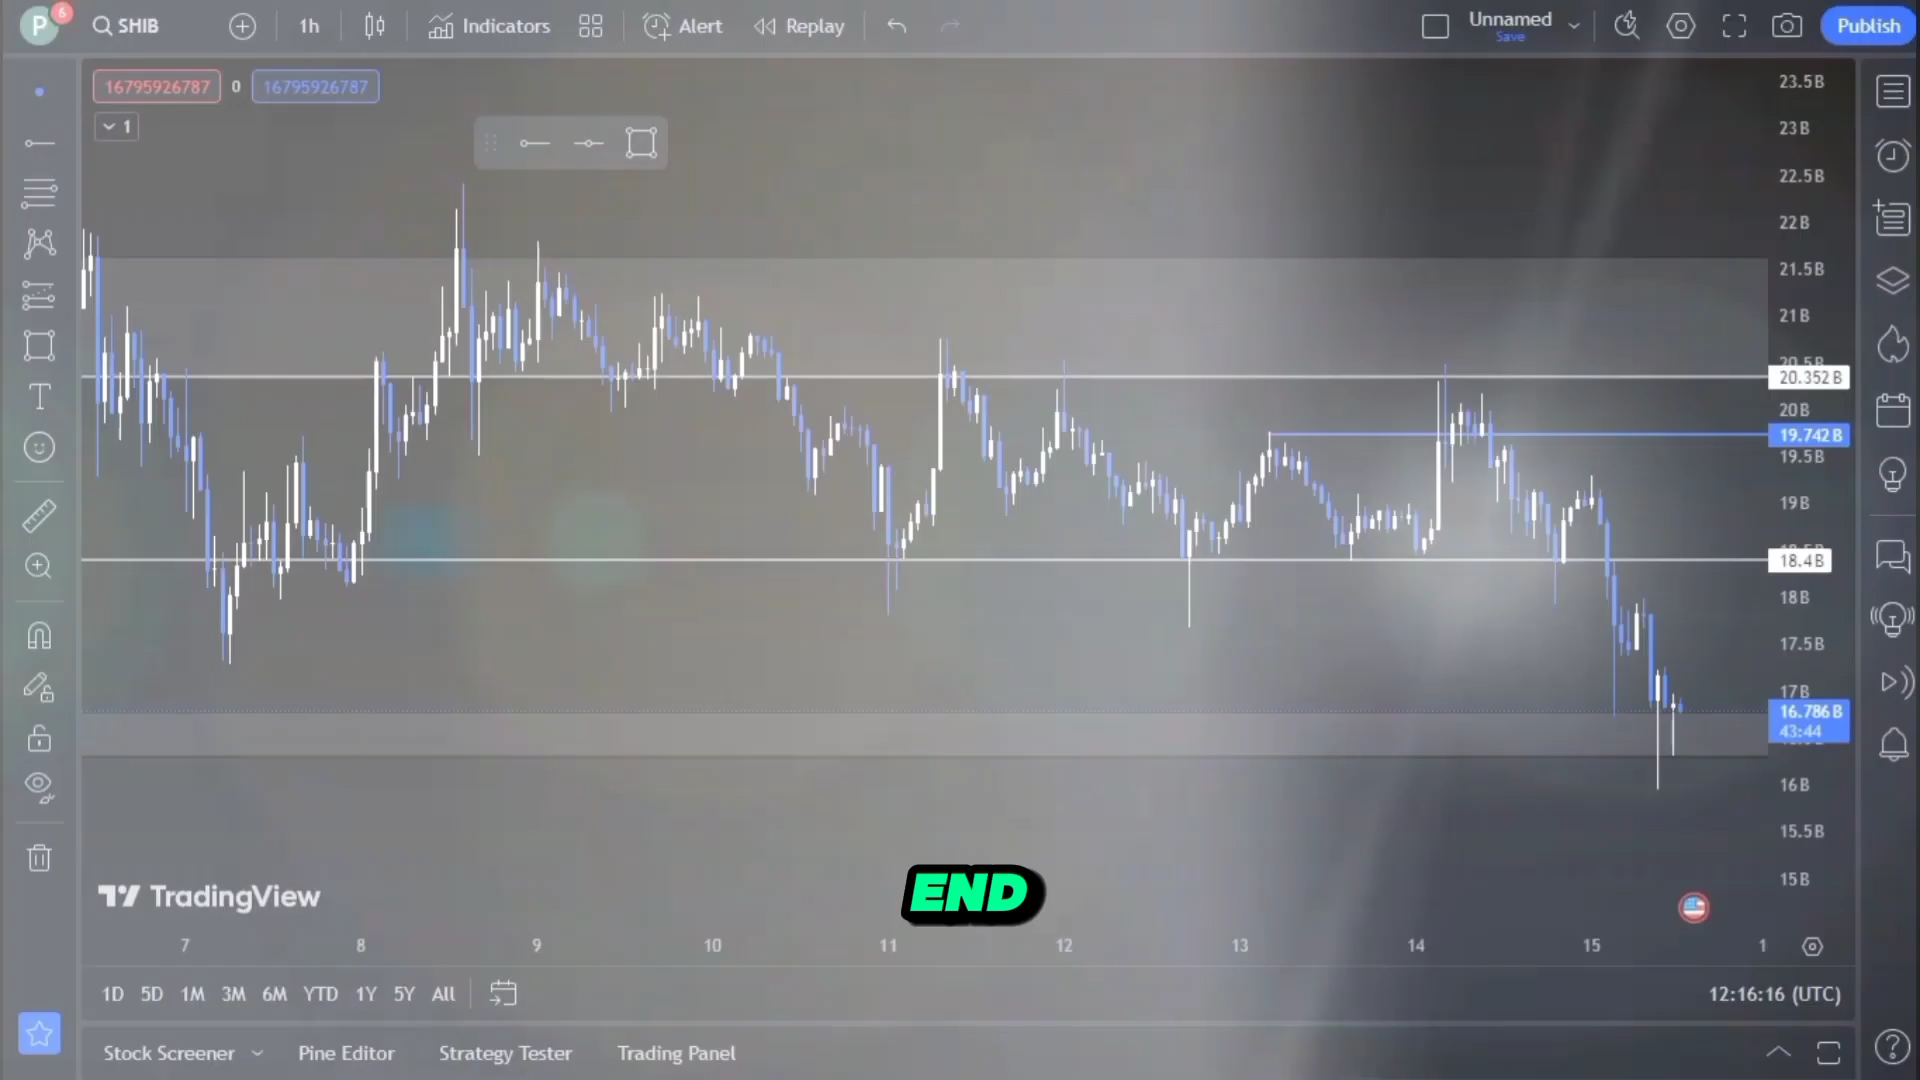 P 6 SHIB 1h Indicators Alert Replay Unnamed Save Publish
16795926787 0 16795926787
1
23.5B
23B
22.5B
22B
21.5B
21B
20.5B
20.352B
20B
19.742B
19.5B
19B
18.4B
18B
17.5B
17B
16.786B
43:44
16B
15.5B
15B
TradingView
END
7 8 9 10 11 12 13 14 15 1
1D 5D 1M 3M 6M YTD 1Y 5Y All 12:16:16 (UTC)
Stock Screener Pine Editor Strategy Tester Trading Panel